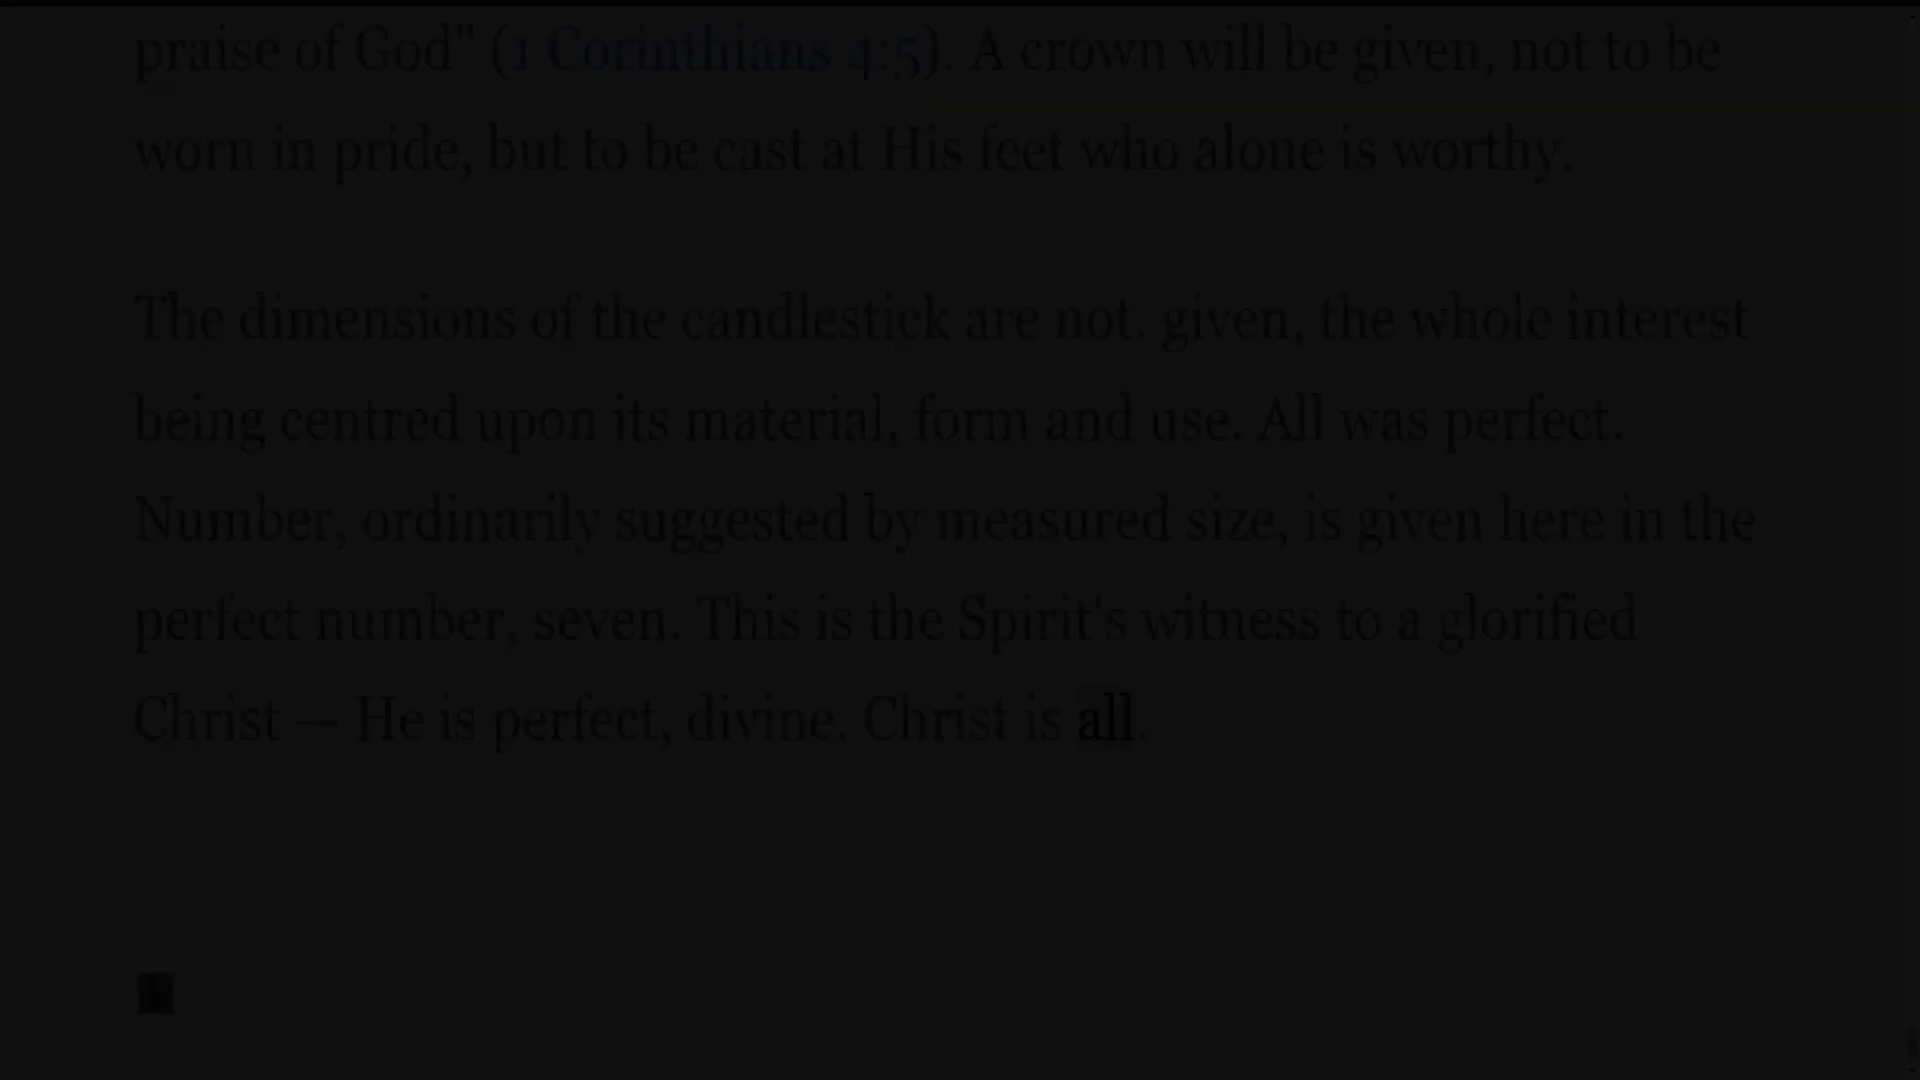 praise of God" (1 Corinthians 4:5). A crown will be given, not to be
worn in pride, but to be cast at His feet who alone is worthy.
The dimensions of the candlestick are not. given, the whole interest
being centred upon its material, form and use. All was perfect.
Number, ordinarily suggested by measured size, is given here in the
perfect number, seven. This is the Spirit's witness to a glorified
Christ — He is perfect, divine. Christ is all.